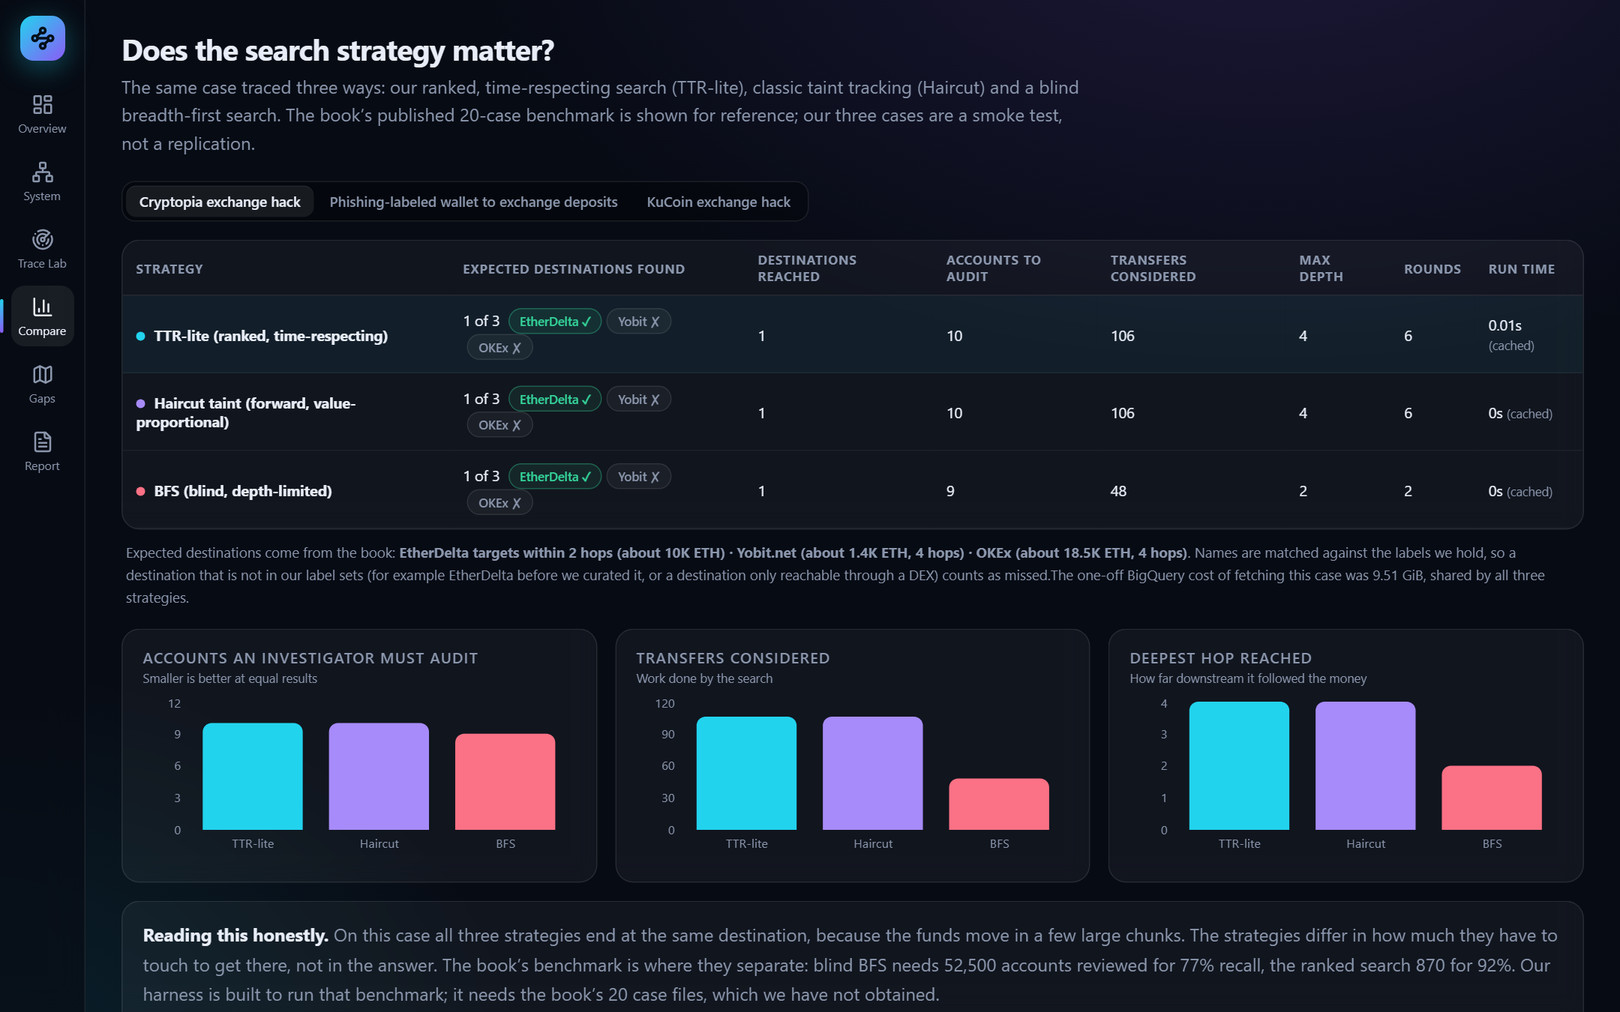 Does the search strategy matter?
The same case traced three ways: our ranked, time-respecting search (TTR-lite), classic taint tracking (Haircut) and a blind
breadth-first search. The book's published 20-case benchmark is shown for reference; our three cases are a smoke test,
not a replication.
Overview
System
Trace Lab
Compare
Gaps
Report
Cryptopia exchange hack
Phishing-labeled wallet to exchange deposits
KuCoin exchange hack
STRATEGY
EXPECTED DESTINATIONS FOUND
DESTINATIONS
REACHED
ACCOUNTS TO
AUDIT
TRANSFERS
CONSIDERED
MAX
DEPTH
ROUNDS
RUN TIME
TTR-lite (ranked, time-respecting)
1 of 3 EtherDelta ✓ Yobit ✗
OKEx ✗
1
10
106
4
6
0.01s
(cached)
Haircut taint (forward, value-
proportional)
1 of 3 EtherDelta ✓ Yobit ✗
OKEx ✗
1
10
106
4
6
0s (cached)
BFS (blind, depth-limited)
1 of 3 EtherDelta ✓ Yobit ✗
OKEx ✗
1
9
48
2
2
0s (cached)
Expected destinations come from the book: EtherDelta targets within 2 hops (about 10K ETH) · Yobit.net (about 1.4K ETH, 4 hops) · OKEx (about 18.5K ETH, 4 hops). Names are matched against the labels we hold, so a
destination that is not in our label sets (for example EtherDelta before we curated it, or a destination only reachable through a DEX) counts as missed.The one-off BigQuery cost of fetching this case was 9.51 GiB, shared by all three
strategies.
ACCOUNTS AN INVESTIGATOR MUST AUDIT
Smaller is better at equal results
12
9
6
3
0
TTR-lite
Haircut
BFS
TRANSFERS CONSIDERED
Work done by the search
120
90
60
30
0
TTR-lite
Haircut
BFS
DEEPEST HOP REACHED
How far downstream it followed the money
4
3
2
1
0
TTR-lite
Haircut
BFS
Reading this honestly. On this case all three strategies end at the same destination, because the funds move in a few large chunks. The strategies differ in how much they have to
touch to get there, not in the answer. The book's benchmark is where they separate: blind BFS needs 52,500 accounts reviewed for 77% recall, the ranked search 870 for 92%. Our
harness is built to run that benchmark; it needs the book's 20 case files, which we have not obtained.